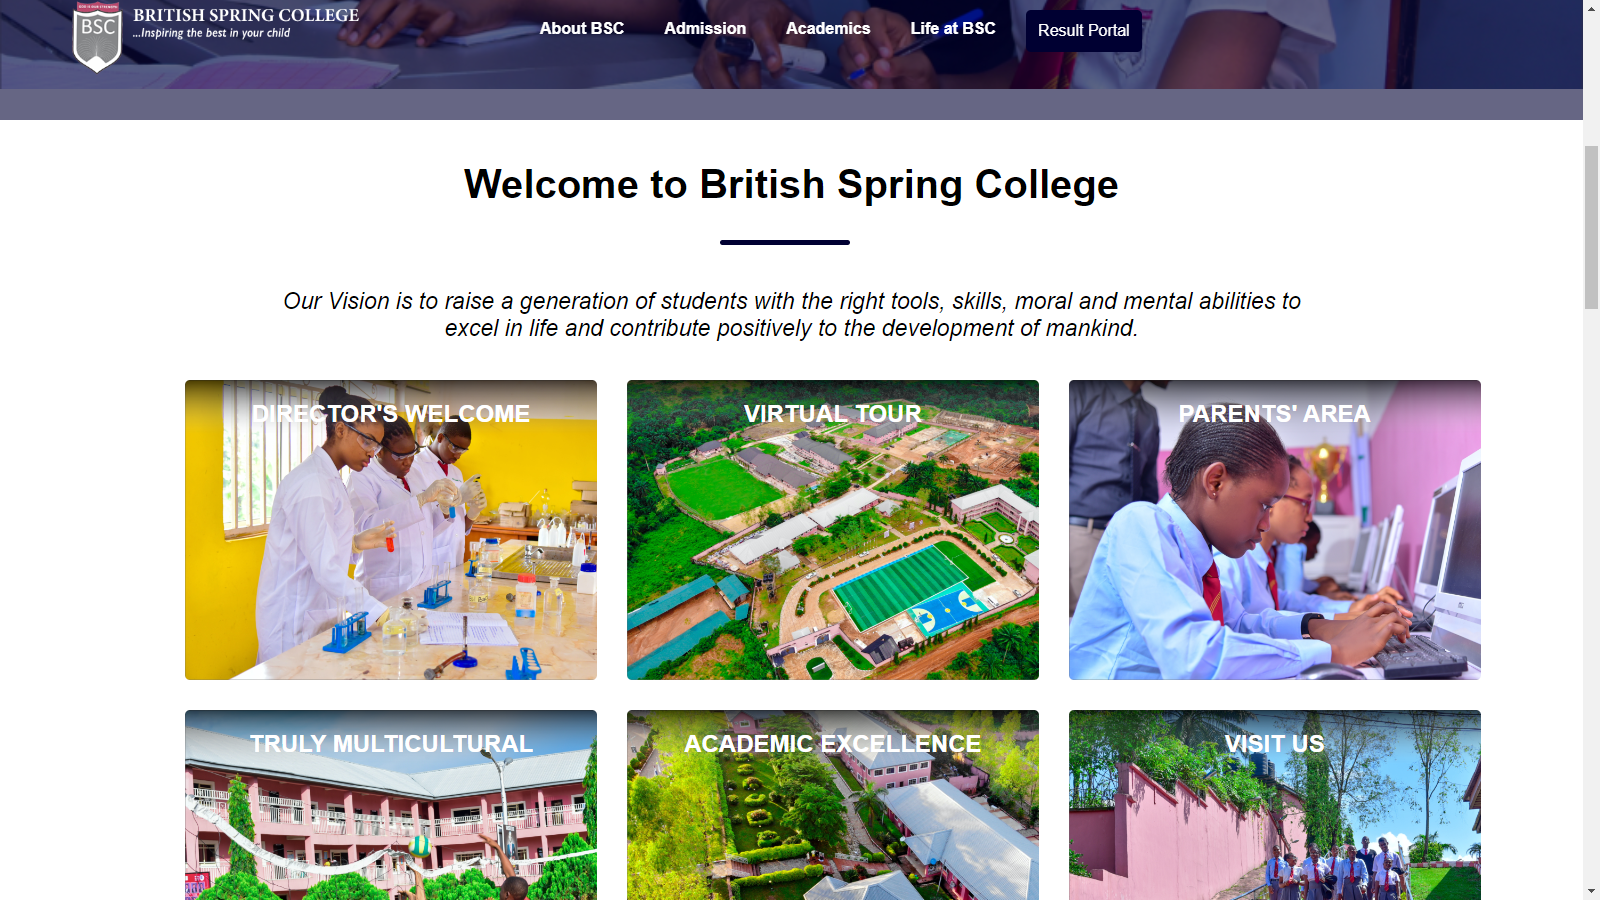 BSC
BRITISH SPRING COLLEGE
...Inspiring the best in your child
About BSC
Admission
Academics
Life at BSC
Result Portal
Welcome to British Spring College
Our Vision is to raise a generation of students with the right tools, skills, moral and mental abilities to
excel in life and contribute positively to the development of mankind.
DIRECTOR'S WELCOME
VIRTUAL TOUR
PARENTS' AREA
TRULY MULTICULTURAL
ACADEMIC EXCELLENCE
VISIT US